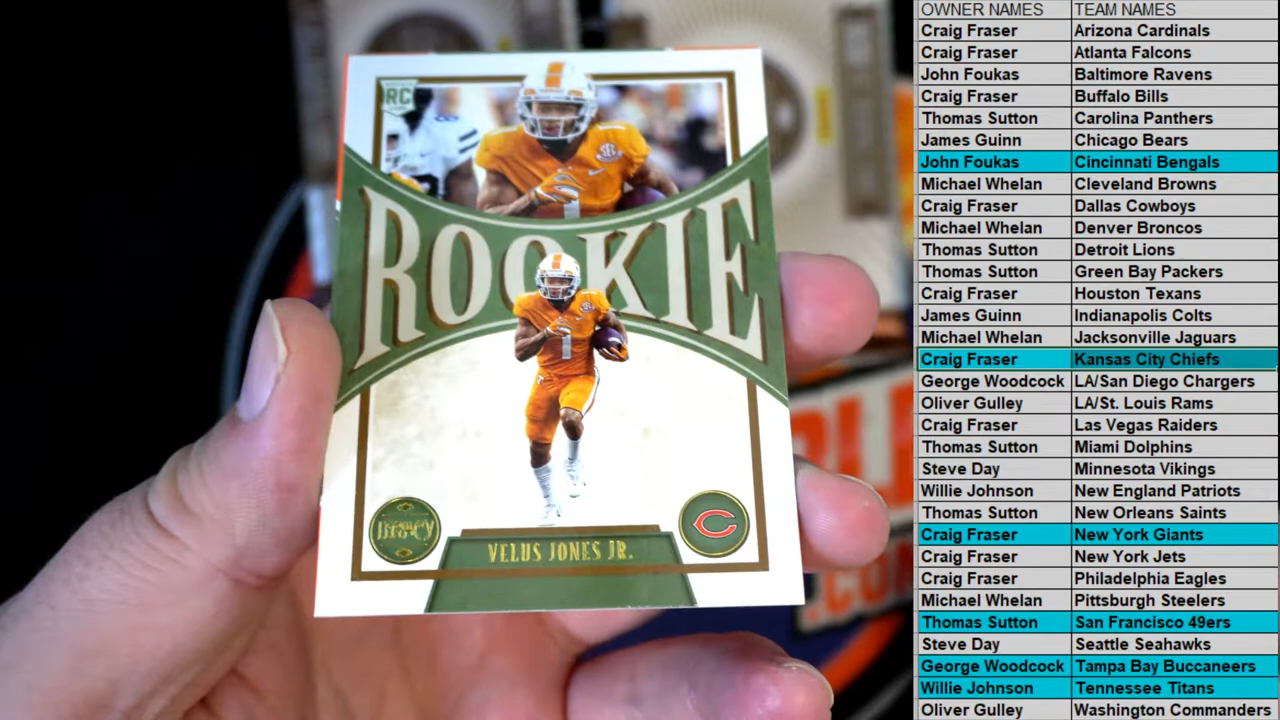 RC
1
ROOKIE
1
Legacy
C
VELUS JONES JR.
OWNER NAMES TEAM NAMES
Craig Fraser Arizona Cardinals
Craig Fraser Atlanta Falcons
John Foukas Baltimore Ravens
Craig Fraser Buffalo Bills
Thomas Sutton Carolina Panthers
James Guinn Chicago Bears
John Foukas Cincinnati Bengals
Michael Whelan Cleveland Browns
Craig Fraser Dallas Cowboys
Michael Whelan Denver Broncos
Thomas Sutton Detroit Lions
Thomas Sutton Green Bay Packers
Craig Fraser Houston Texans
James Guinn Indianapolis Colts
Michael Whelan Jacksonville Jaguars
Craig Fraser Kansas City Chiefs
George Woodcock LA/San Diego Chargers
Oliver Gulley LA/St. Louis Rams
Craig Fraser Las Vegas Raiders
Thomas Sutton Miami Dolphins
Steve Day Minnesota Vikings
Willie Johnson New England Patriots
Thomas Sutton New Orleans Saints
Craig Fraser New York Giants
Craig Fraser New York Jets
Craig Fraser Philadelphia Eagles
Michael Whelan Pittsburgh Steelers
Thomas Sutton San Francisco 49ers
Steve Day Seattle Seahawks
George Woodcock Tampa Bay Buccaneers
Willie Johnson Tennessee Titans
Oliver Gulley Washington Commanders